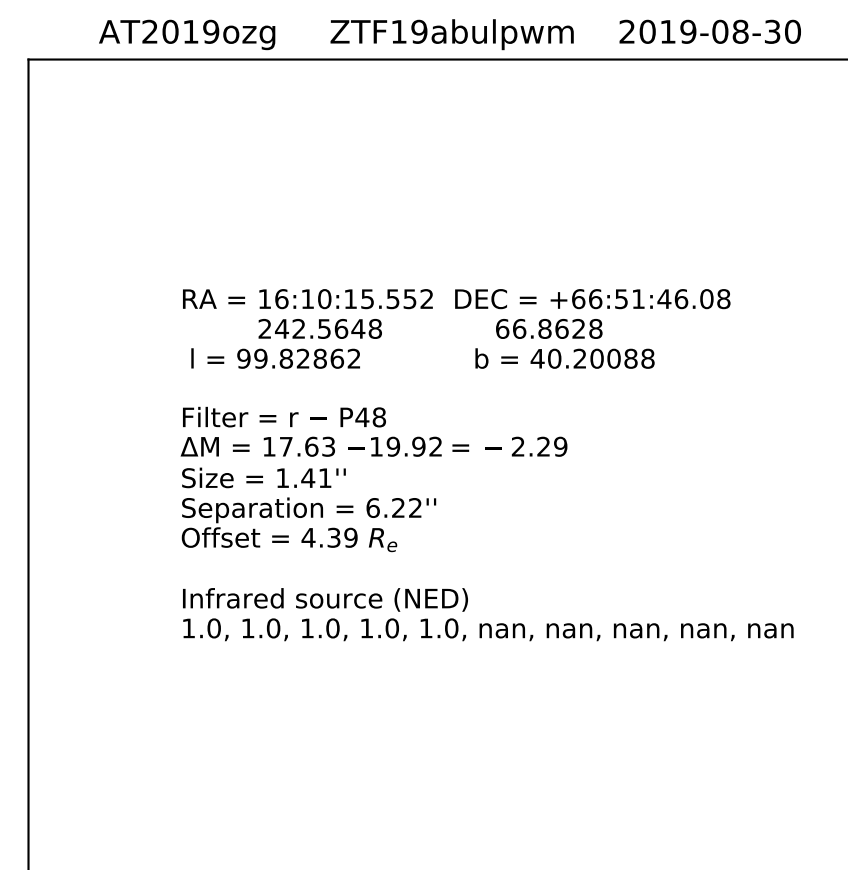 AT2019ozg ZTF19abulpwm 2019-08-30
RA = 16:10:15.552 DEC = +66:51:46.08
242.5648 66.8628
l = 99.82862 b = 40.20088
Filter = r − P48
ΔM = 17.63 −19.92 = − 2.29
Size = 1.41''
Separation = 6.22''
Offset = 4.39 Re
Infrared source (NED)
1.0, 1.0, 1.0, 1.0, 1.0, nan, nan, nan, nan, nan